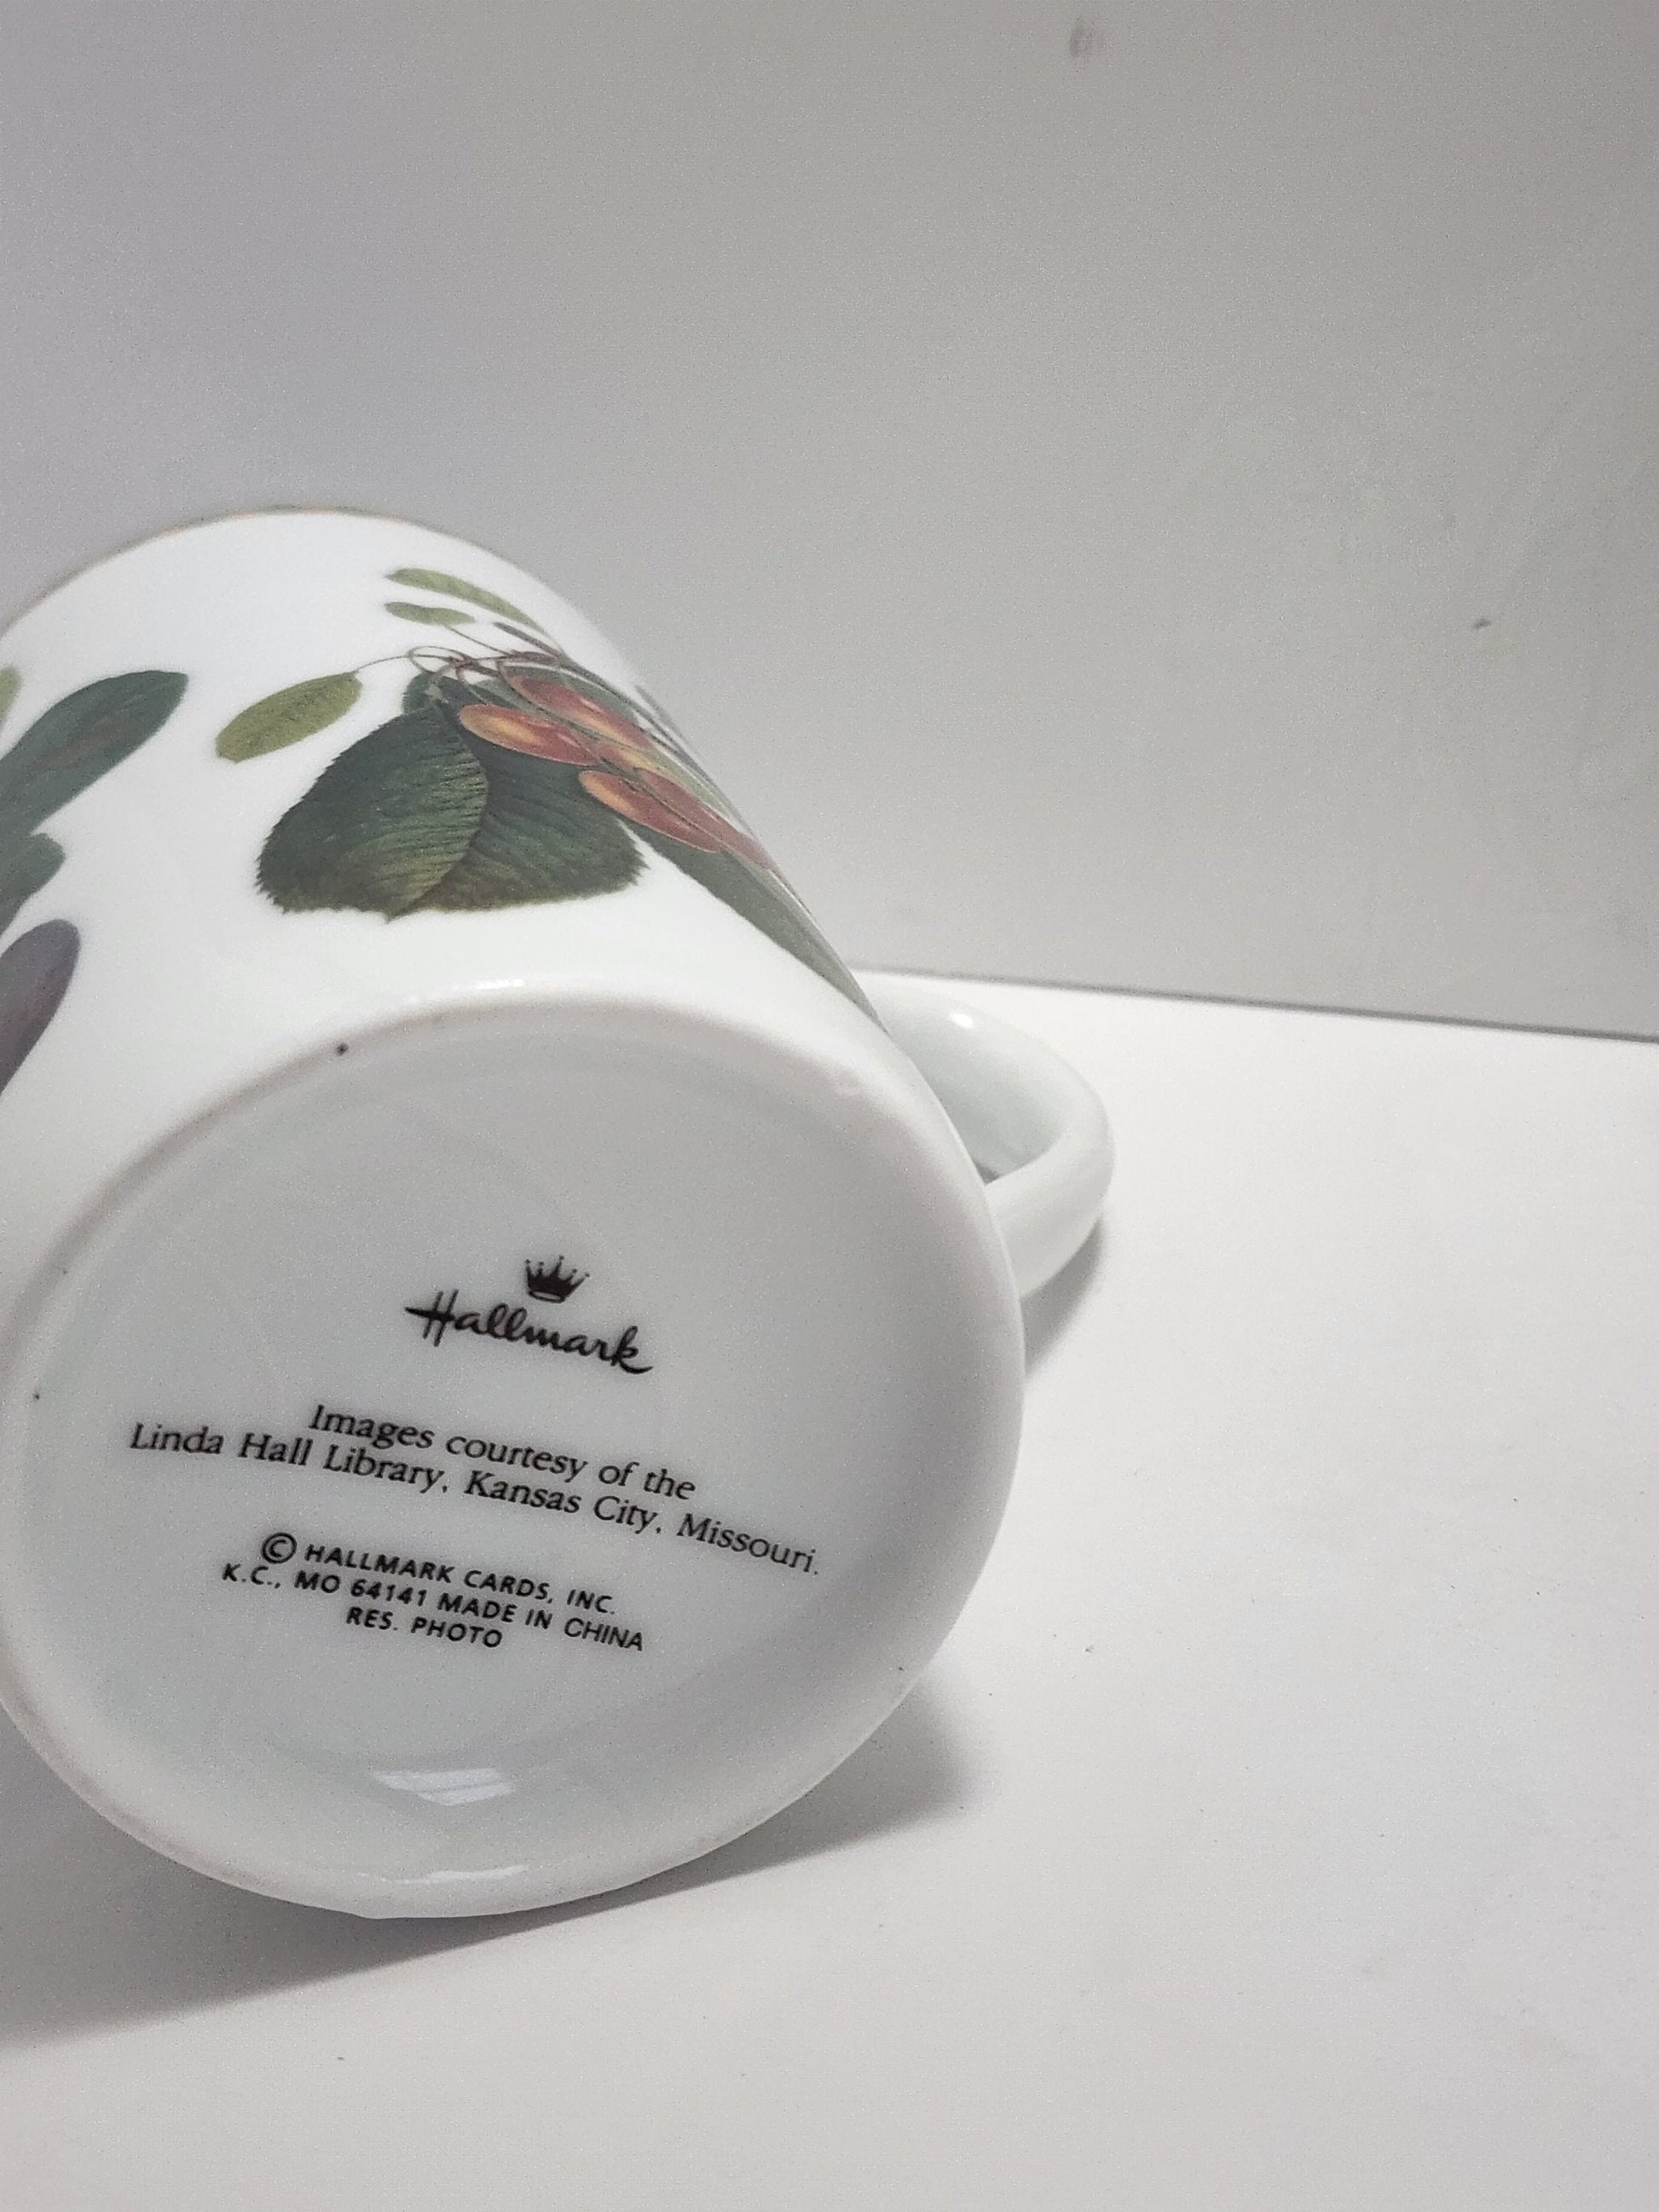 Hallmark
Images courtesy of the
Linda Hall Library, Kansas City, Missouri.
© HALLMARK CARDS, INC.
K.C., MO 64141 MADE IN CHINA
RES. PHOTO